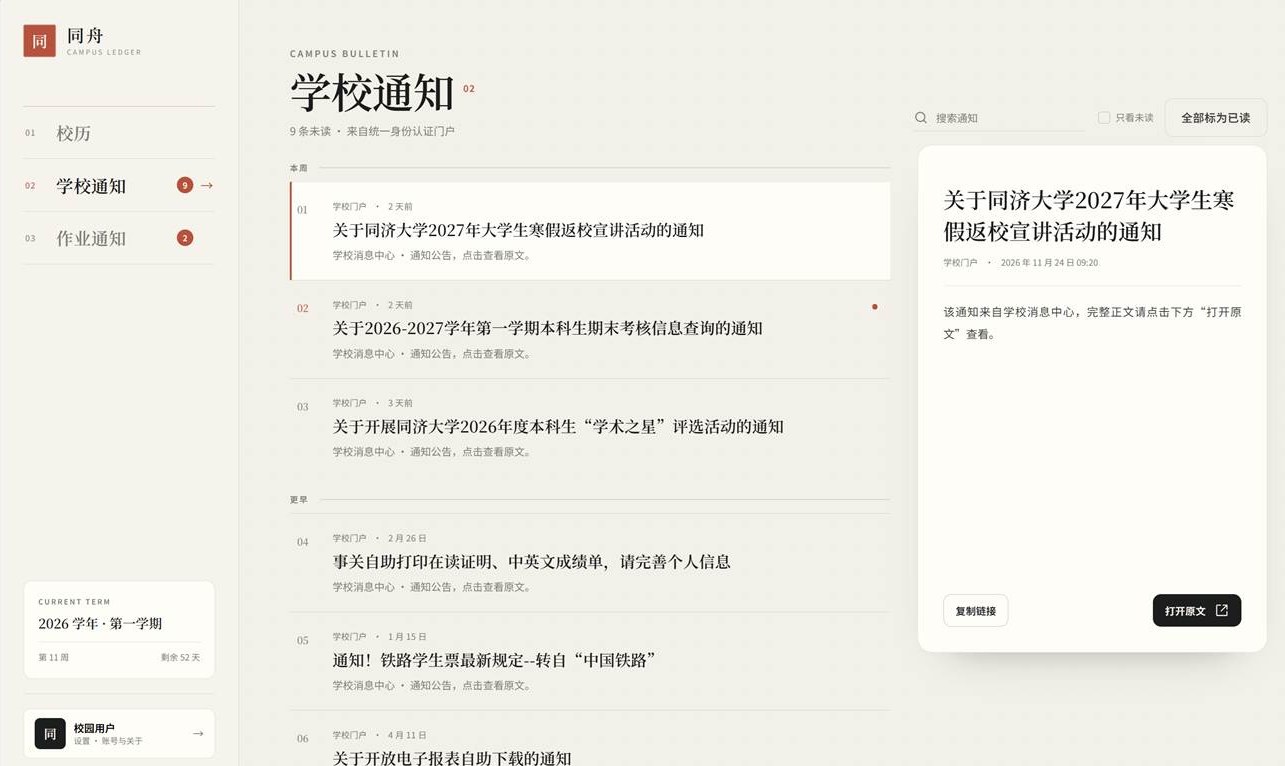 同
同舟
CAMPUS LEDGER
01 校历
02 学校通知 9 →
03 作业通知 2
CURRENT TERM
2026 学年 · 第一学期
第 11 周 剩余 52 天
同
校园用户
设置 · 账号与关于 →
CAMPUS BULLETIN
学校通知 02
9 条未读 · 来自统一身份认证门户
搜索通知
只看未读
全部标为已读
本周
01
学校门户 · 2 天前
关于同济大学2027年大学生寒假返校宣讲活动的通知
学校消息中心 · 通知公告，点击查看原文。
02
学校门户 · 2 天前
关于2026-2027学年第一学期本科生期末考核信息查询的通知
学校消息中心 · 通知公告，点击查看原文。
03
学校门户 · 3 天前
关于开展同济大学2026年度本科生“学术之星”评选活动的通知
学校消息中心 · 通知公告，点击查看原文。
更早
04
学校门户 · 2 月 26 日
事关自助打印在读证明、中英文成绩单，请完善个人信息
学校消息中心 · 通知公告，点击查看原文。
05
学校门户 · 1 月 15 日
通知！铁路学生票最新规定--转自“中国铁路”
学校消息中心 · 通知公告，点击查看原文。
06
学校门户 · 4 月 11 日
关于开放电子报表自助下载的通知
关于同济大学2027年大学生寒
假返校宣讲活动的通知
学校门户 · 2026 年 11 月 24 日 09:20
该通知来自学校消息中心，完整正文请点击下方“打开原
文”查看。
复制链接
打开原文